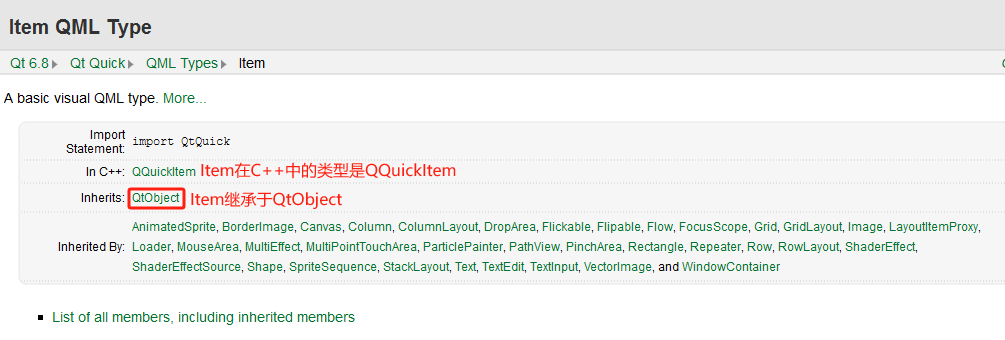 Item QML Type
Qt 6.8 Qt Quick QML Types Item
A basic visual QML type. More...
Import Statement: import QtQuick
In C++: QQuickItem Item在C++中的类型是QQuickItem
Inherits: QtObject Item继承于QtObject
AnimatedSprite, BorderImage, Canvas, Column, ColumnLayout, DropArea, Flickable, Flipable, Flow, FocusScope, Grid, GridLayout, Image, LayoutItemProxy,
Inherited By: Loader, MouseArea, MultiEffect, MultiPointTouchArea, ParticlePainter, PathView, PinchArea, Rectangle, Repeater, Row, RowLayout, ShaderEffect,
ShaderEffectSource, Shape, SpriteSequence, StackLayout, Text, TextEdit, TextInput, VectorImage, and WindowContainer
List of all members, including inherited members